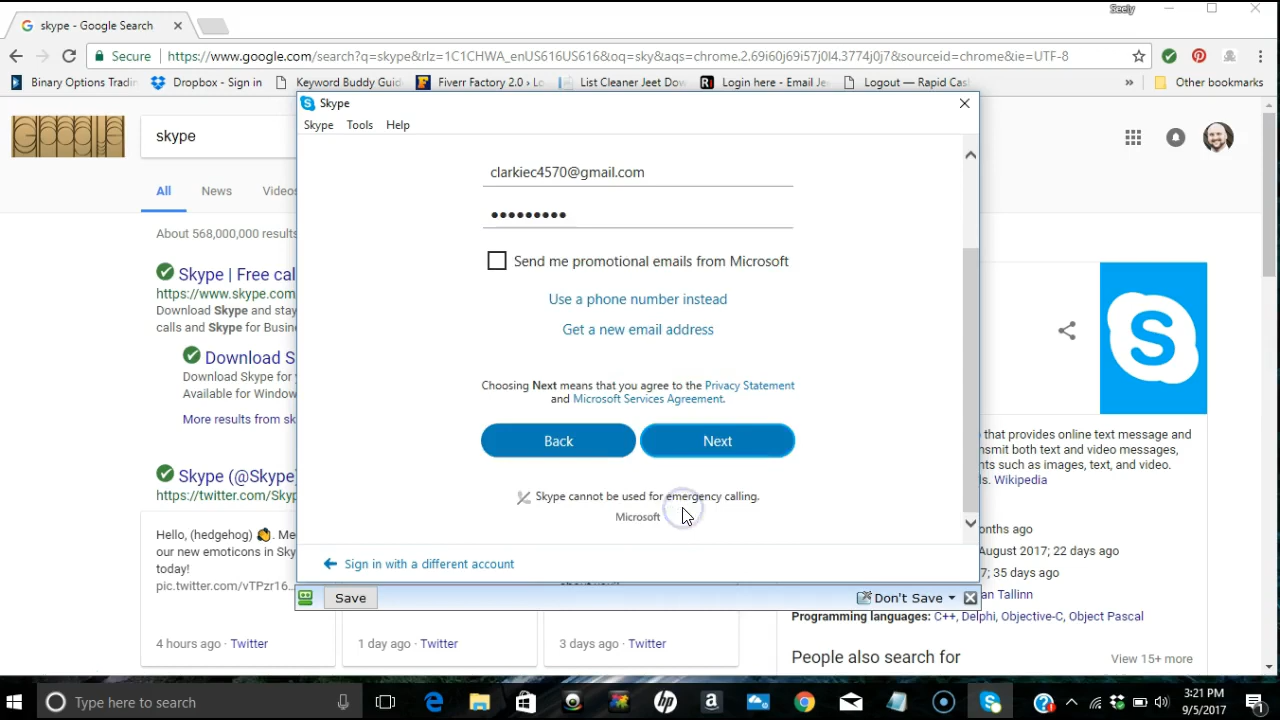 Seely
skype - Google Search
Secure
https://www.google.com/search?q=skype&rlz=1C1CHWA_enUS616US616&oq=sky&aqs=chrome.2.69i60j69i57j0l4.3774j0j7&sourceid=chrome&ie=UTF-8
Binary Options Tradin
Dropbox - Sign in
Keyword Buddy Guid
Fiverr Factory 2.0 ›
List Cleaner Jeet Dow
Login here - Email Je
Logout — Rapid Cas
»
Other bookmarks
Skype
Skype Tools Help
skype
All News Videos
About 568,000,000 results
Skype | Free cal
https://www.skype.com
Download Skype and stay
calls and Skype for Busine
Download S
Download Skype for
Available for Window
More results from sk
Skype (@Skype)
https://twitter.com/Skyp
Hello, (hedgehog) . Me
our new emoticons in Sk
today!
pic.twitter.com/vTPzr16...
4 hours ago · Twitter
1 day ago · Twitter
3 days ago · Twitter
clarkiec4570@gmail.com
•••••••••
Send me promotional emails from Microsoft
Use a phone number instead
Get a new email address
Choosing Next means that you agree to the Privacy Statement
and Microsoft Services Agreement.
Back
Next
Skype cannot be used for emergency calling.
Microsoft
Sign in with a different account
Save
Don't Save
that provides online text message and
nsmit both text and video messages,
nts such as images, text, and video.
Wikipedia
onths ago
August 2017; 22 days ago
7; 35 days ago
an Tallinn
Programming languages: C++, Delphi, Objective-C, Object Pascal
People also search for
View 15+ more
Type here to search
hp
3:21 PM
9/5/2017